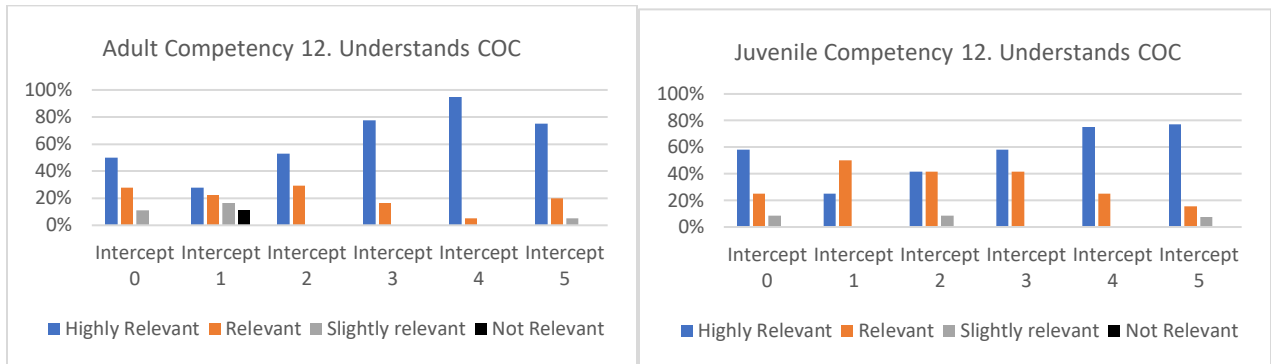 Adult Competency 12. Understands COC
100%
80%
60%
40%
20%
0%
Intercept Intercept Intercept Intercept Intercept Intercept
0 1 2 3 4 5
Highly Relevant Relevant Slightly relevant Not Relevant
Juvenile Competency 12. Understands COC
100%
80%
60%
40%
20%
0%
Intercept Intercept Intercept Intercept Intercept Intercept
0 1 2 3 4 5
Highly Relevant Relevant Slightly relevant Not Relevant